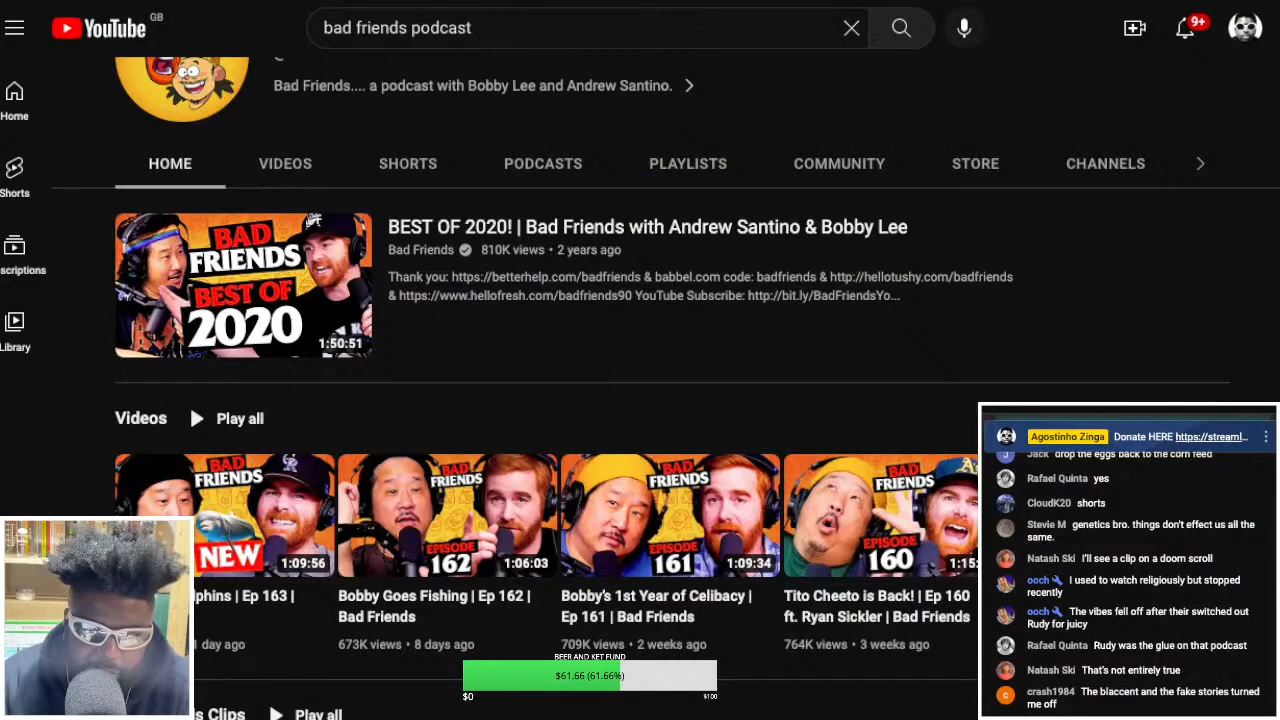 YouTube GB
bad friends podcast
9+
Bad Friends.... a podcast with Bobby Lee and Andrew Santino.
Home
Shorts
scriptions
Library
HOME VIDEOS SHORTS PODCASTS PLAYLISTS COMMUNITY STORE CHANNELS
BAD
FRIENDS
BEST OF
2020
1:50:51
BEST OF 2020! | Bad Friends with Andrew Santino & Bobby Lee
Bad Friends 810K views • 2 years ago
Thank you: https://betterhelp.com/badfriends & babbel.com code: badfriends & http://hellotushy.com/badfriends
& https://www.hellofresh.com/badfriends90 YouTube Subscribe: http://bit.ly/BadFriendsYo...
Videos Play all
BAD
FRIENDS
NEW
1:09:56
BAD
FRIENDS
EPISODE
162
1:06:03
BAD
FRIENDS
EPISODE
161
1:09:34
BAD
FRIENDS
EPISODE
160
1:15:
lphins | Ep 163 |
1 day ago
Bobby Goes Fishing | Ep 162 |
Bad Friends
673K views • 8 days ago
Bobby's 1st Year of Celibacy |
Ep 161 | Bad Friends
709K views • 2 weeks ago
Tito Cheeto is Back! | Ep 160
ft. Ryan Sickler | Bad Friends
764K views • 3 weeks ago
BEER AND KET FUND
$61.66 (61.66%)
$0 $100
s Clips Play all
Agostinho Zinga Donate HERE https://streaml...
Jack drop the eggs back to the corn feed
Rafael Quinta yes
CloudK20 shorts
Stevie M genetics bro. things don't effect us all the
same.
Natash Ski I'll see a clip on a doom scroll
ooch I used to watch religiously but stopped
recently
ooch The vibes fell off after their switched out
Rudy for juicy
Rafael Quinta Rudy was the glue on that podcast
Natash Ski That's not entirely true
crash1984 The blaccent and the fake stories turned
me off